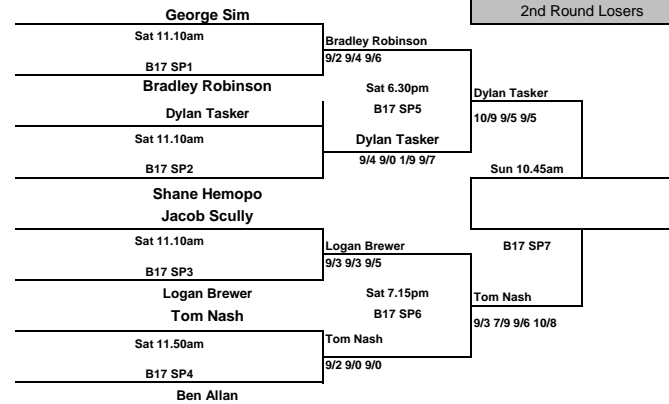 George Sim
2nd Round Losers
Sat 11.10am
Bradley Robinson
9/2 9/4 9/6
B17 SP1
Bradley Robinson
Sat 6.30pm
Dylan Tasker
B17 SP5
Dylan Tasker
10/9 9/5 9/5
Sat 11.10am
Dylan Tasker
9/4 9/0 1/9 9/7
B17 SP2
Sun 10.45am
Shane Hemopo
Jacob Scully
Sat 11.10am
Logan Brewer
B17 SP7
9/3 9/3 9/5
B17 SP3
Logan Brewer
Sat 7.15pm
Tom Nash
Tom Nash
B17 SP6
9/3 7/9 9/6 10/8
Sat 11.50am
Tom Nash
9/2 9/0 9/0
B17 SP4
Ben Allan